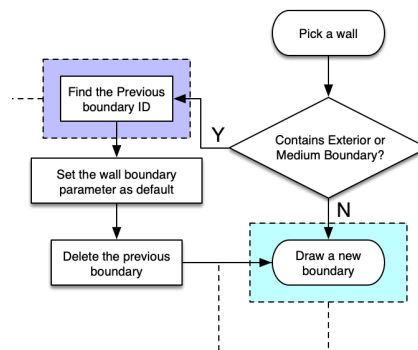 Pick a wall
Find the Previous
boundary ID
Y
Contains Exterior or
Medium Boundary?
Set the wall boundary
parameter as default
N
Delete the previous
boundary
Draw a new
boundary